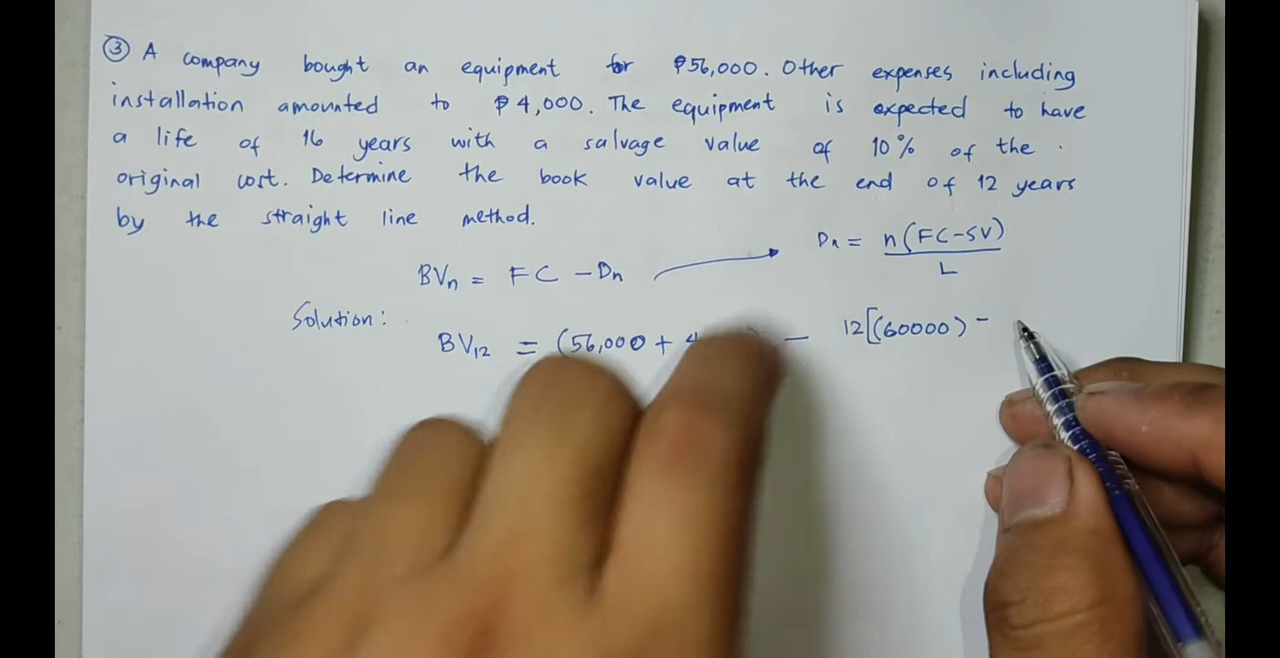 ③ A company bought an equipment for ₱56,000. Other expenses including
installation amounted to ₱4,000. The equipment is expected to have
a life of 16 years with a salvage value of 10% of the
original cost. Determine the book value at the end of 12 years
by the straight line method.
BVn = FC - Dn
Dn = n(FC-SV)
L
Solution:
BV12 = (56,000 + 4 - 12[(60000) -